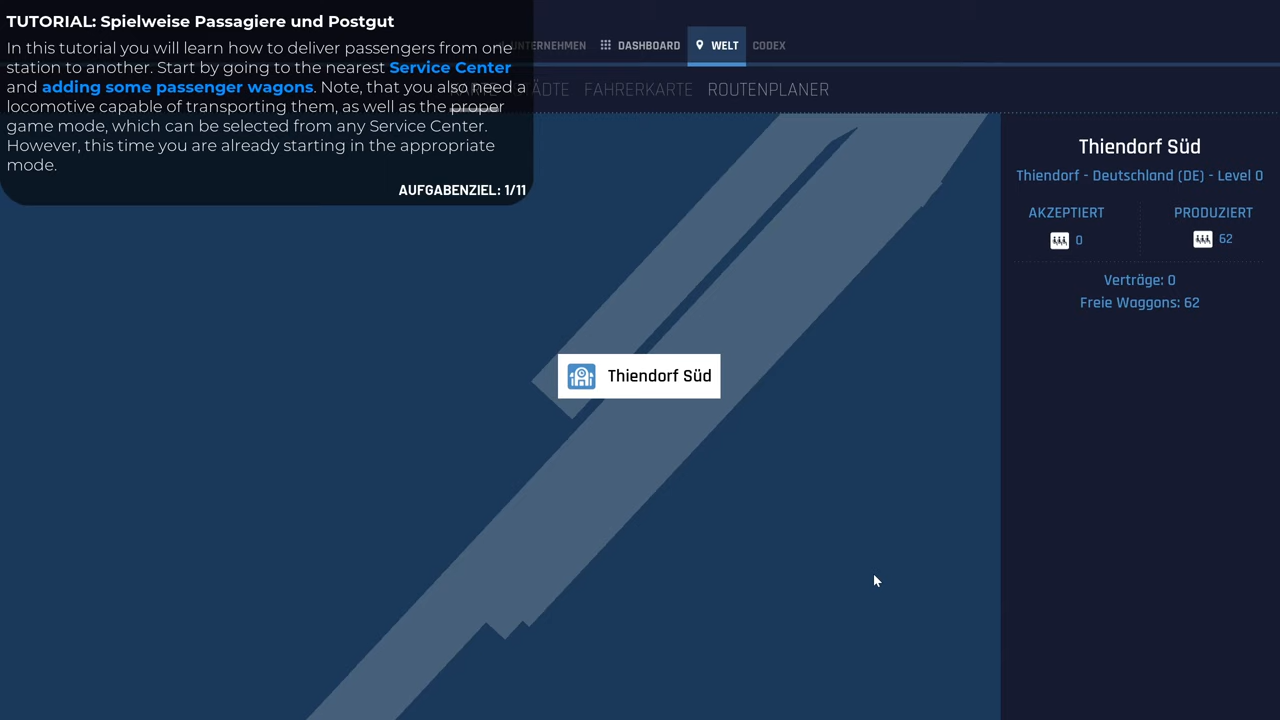 TUTORIAL: Spielweise Passagiere und Postgut
In this tutorial you will learn how to deliver passengers from one
station to another. Start by going to the nearest Service Center
and adding some passenger wagons. Note, that you also need a
locomotive capable of transporting them, as well as the proper
game mode, which can be selected from any Service Center.
However, this time you are already starting in the appropriate
mode.
AUFGABENZIEL: 1/11
UNTERNEHMEN DASHBOARD WELT CODEX
FAHRERKARTE ROUTENPLANER
Thiendorf Süd
Thiendorf Süd
Thiendorf - Deutschland (DE) - Level 0
AKZEPTIERT PRODUZIERT
0 62
Verträge: 0
Freie Waggons: 62